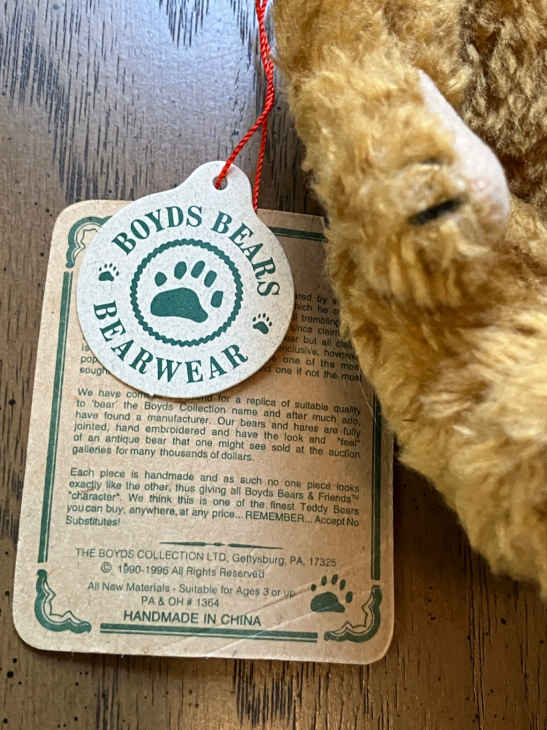 BOYDS BEARS
BEARWEAR
We have for a replica of suitable quality
to 'bear' the Boyds Collection name and after much ado,
have found a manufacturer. Our bears and hares are fully
jointed, hand embroidered and have the look and "feel"
of an antique bear that one might see sold at the auction
galleries for many thousands of dollars.
Each piece is handmade and as such no one piece looks
exactly like the other, thus giving all Boyds Bears & Friends™
"character". We think this is one of the finest Teddy Bears
you can buy, anywhere, at any price... REMEMBER... Accept No
Substitutes!
THE BOYDS COLLECTION LTD, Gettysburg, PA, 17325
© 1990-1996 All Rights Reserved
All New Materials - Suitable for Ages 3 or up
PA & OH # 1364
HANDMADE IN CHINA